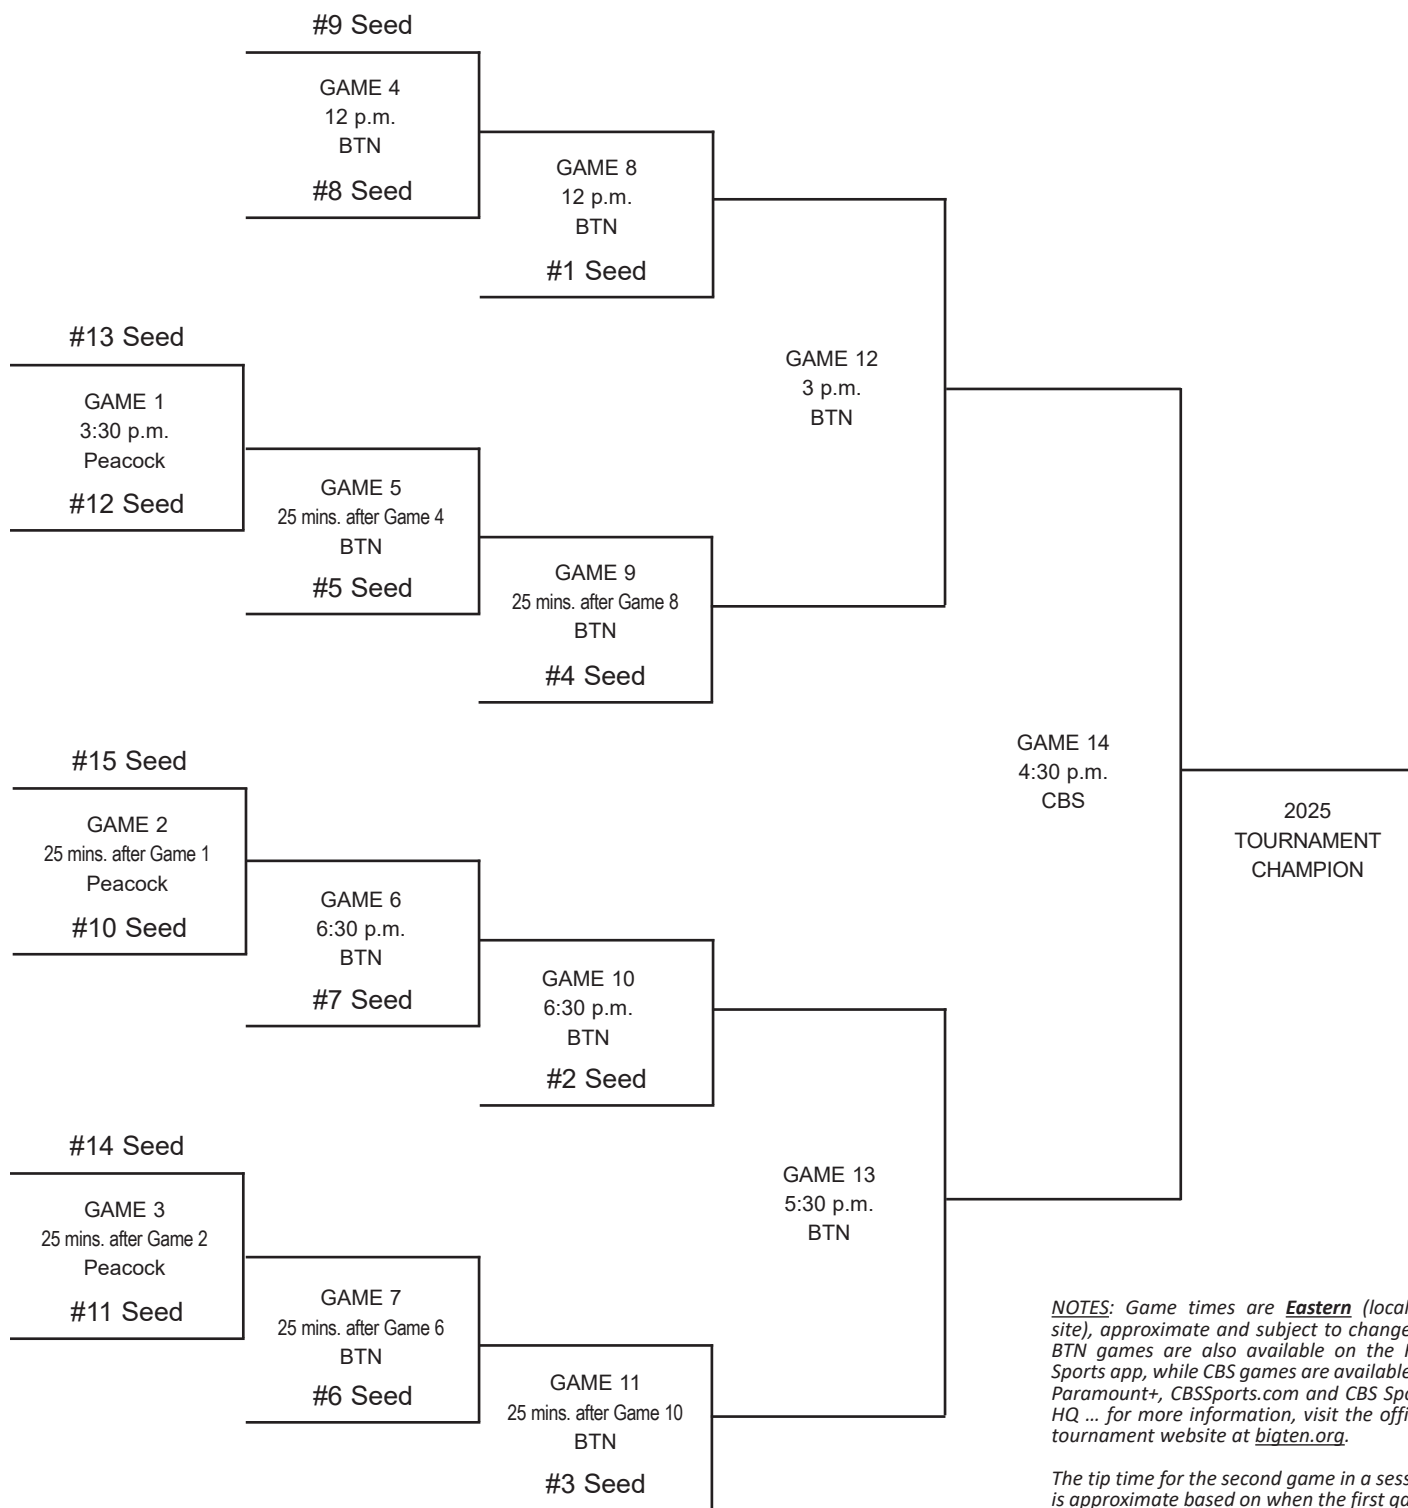 #9 Seed
GAME 4
12 p.m.
BTN
#8 Seed
GAME 8
12 p.m.
BTN
#1 Seed
#13 Seed
GAME 1
3:30 p.m.
Peacock
#12 Seed
GAME 5
25 mins. after Game 4
BTN
#5 Seed
GAME 9
25 mins. after Game 8
BTN
#4 Seed
GAME 12
3 p.m.
BTN
#15 Seed
GAME 2
25 mins. after Game 1
Peacock
#10 Seed
GAME 6
6:30 p.m.
BTN
#7 Seed
GAME 10
6:30 p.m.
BTN
#2 Seed
#14 Seed
GAME 3
25 mins. after Game 2
Peacock
#11 Seed
GAME 7
25 mins. after Game 6
BTN
#6 Seed
GAME 11
25 mins. after Game 10
BTN
#3 Seed
GAME 13
5:30 p.m.
BTN
GAME 14
4:30 p.m.
CBS
2025
TOURNAMENT
CHAMPION
NOTES: Game times are Eastern (local
site), approximate and subject to change
BTN games are also available on the
Sports app, while CBS games are available
Paramount+, CBSSports.com and CBS Spo
HQ … for more information, visit the offi
tournament website at bigten.org.
The tip time for the second game in a sess
is approximate based on when the first ga